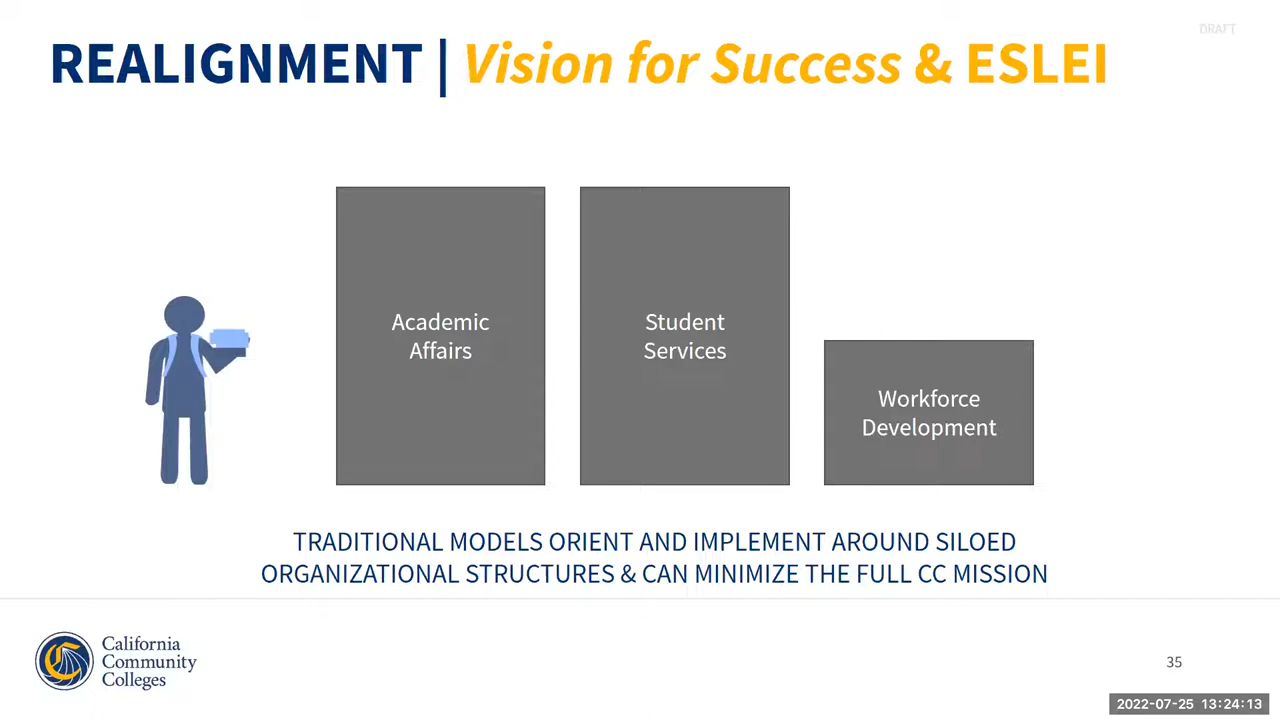 DRAFT
REALIGNMENT | Vision for Success & ESLEI
Academic
Affairs
Student
Services
Workforce
Development
TRADITIONAL MODELS ORIENT AND IMPLEMENT AROUND SILOED
ORGANIZATIONAL STRUCTURES & CAN MINIMIZE THE FULL CC MISSION
California
Community
Colleges
35
2022-07-25 13:24:13